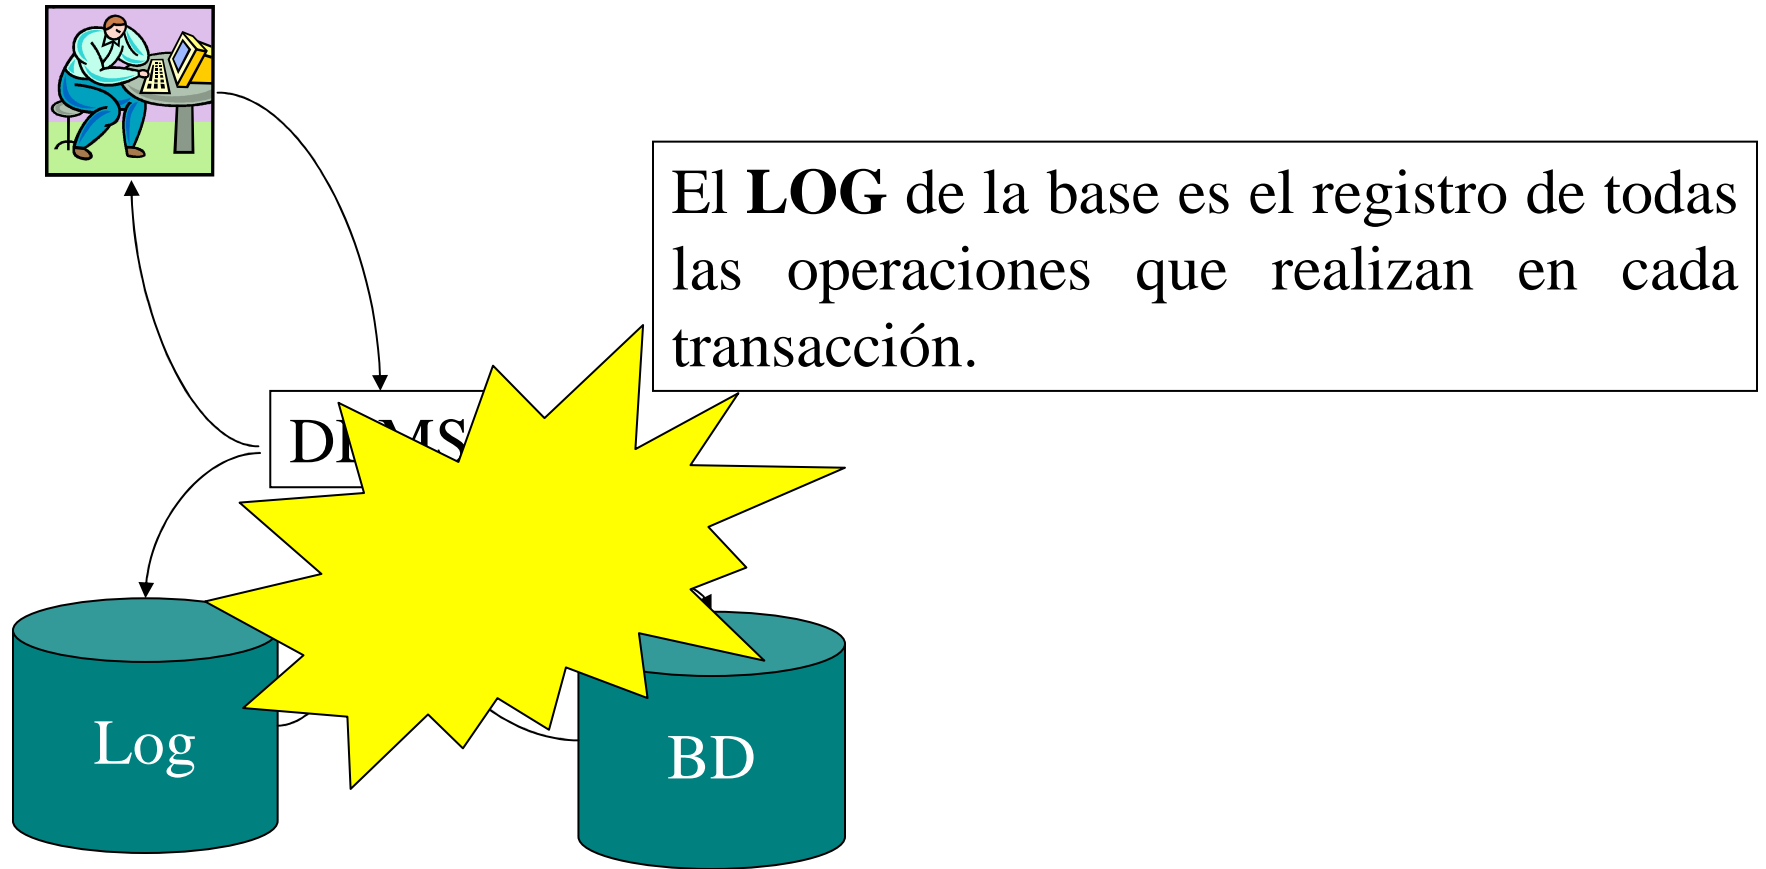 El LOG de la base es el registro de todas
las operaciones que realizan en cada
transacción.
Log
BD